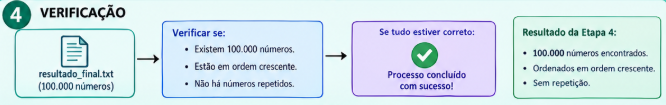 4 VERIFICAÇÃO
resultado_final.txt
(100.000 números)
Verificar se:
• Existem 100.000 números.
• Estão em ordem crescente.
• Não há números repetidos.
Se tudo estiver correto:
Processo concluído
com sucesso!
Resultado da Etapa 4:
• 100.000 números encontrados.
• Ordenados em ordem crescente.
• Sem repetição.